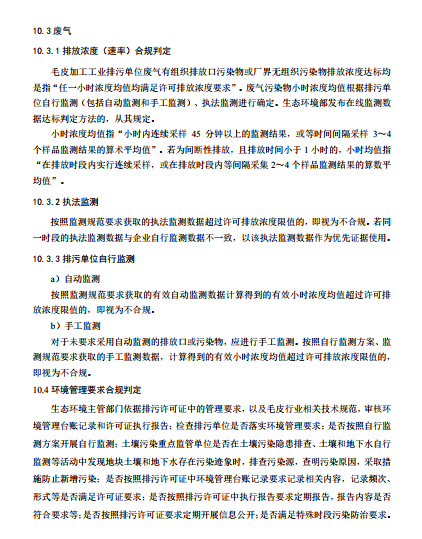 10.3 废气
10.3.1 排放浓度（速率）合规判定
毛皮加工工业排污单位废气有组织排放口污染物或厂界无组织污染物排放浓度达标均
是指“任一小时浓度均值均满足许可排放浓度要求”。废气污染物小时浓度均值根据排污单
位自行监测（包括自动监测和手工监测）、执法监测进行确定。生态环境部发布在线监测数
据达标判定方法的，从其规定。
小时浓度均值指“小时内连续采样 45 分钟以上的监测结果，或等时间间隔采样 3～4
个样品监测结果的算术平均值”。若为间断性排放，且排放时间小于 1 小时的，小时均值指
“在排放时段内实行连续采样，或在排放时段内等间隔采集 2～4 个样品监测结果的算数平
均值”。
10.3.2 执法监测
按照监测规范要求获取的执法监测数据超过许可排放浓度限值的，即视为不合规。若同
一时段的执法监测数据与企业自行监测数据不一致，以该执法监测数据作为优先证据使用。
10.3.3 排污单位自行监测
a）自动监测
按照监测规范要求获取的有效自动监测数据计算得到的有效小时浓度均值超过许可排
放浓度限值的，即视为不合规。
b）手工监测
对于未要求采用自动监测的排放口或污染物，应进行手工监测。按照自行监测方案、监
测规范要求获取的手工监测数据，计算得到的有效小时浓度均值超过许可排放浓度限值的，
即视为不合规。
10.4 环境管理要求合规判定
生态环境主管部门依据排污许可证中的管理要求，以及毛皮行业相关技术规范，审核环
境管理台账记录和许可证执行报告；检查排污单位是否落实环境管理要求；是否按照自行监
测方案开展自行监测；土壤污染重点监管单位是否在土壤污染隐患排查、土壤和地下水自行
监测等活动中发现地块土壤和地下水存在污染迹象时，排查污染源，查明污染原因，采取措
施防止新增污染；是否按照排污许可证中环境管理台账记录要求记录相关内容，记录频次、
形式等是否满足许可证要求；是否按照排污许可证中执行报告要求定期报告，报告内容是否
符合要求等；是否按照排污许可证要求定期开展信息公开；是否满足特殊时段污染防治要求。